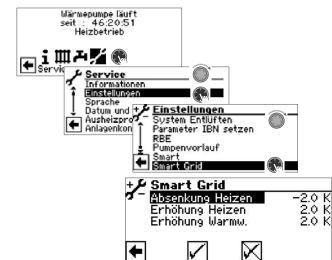 Wärmepumpe läuft
seit : 46:20:51
Heizbetrieb
Servic
Service
Informationen
Einstellungen
Sprache
Datum und
Ausheizpro
Anlagenkon
Einstellungen
System Entlüften
Parameter IBN setzen
RBE
Pumpenvorlauf
Smart
Smart Grid
Smart Grid
Absenkung Heizen -2.0 K
Erhöhung Heizen 2.0 K
Erhöhung Warmw. 2.0 K